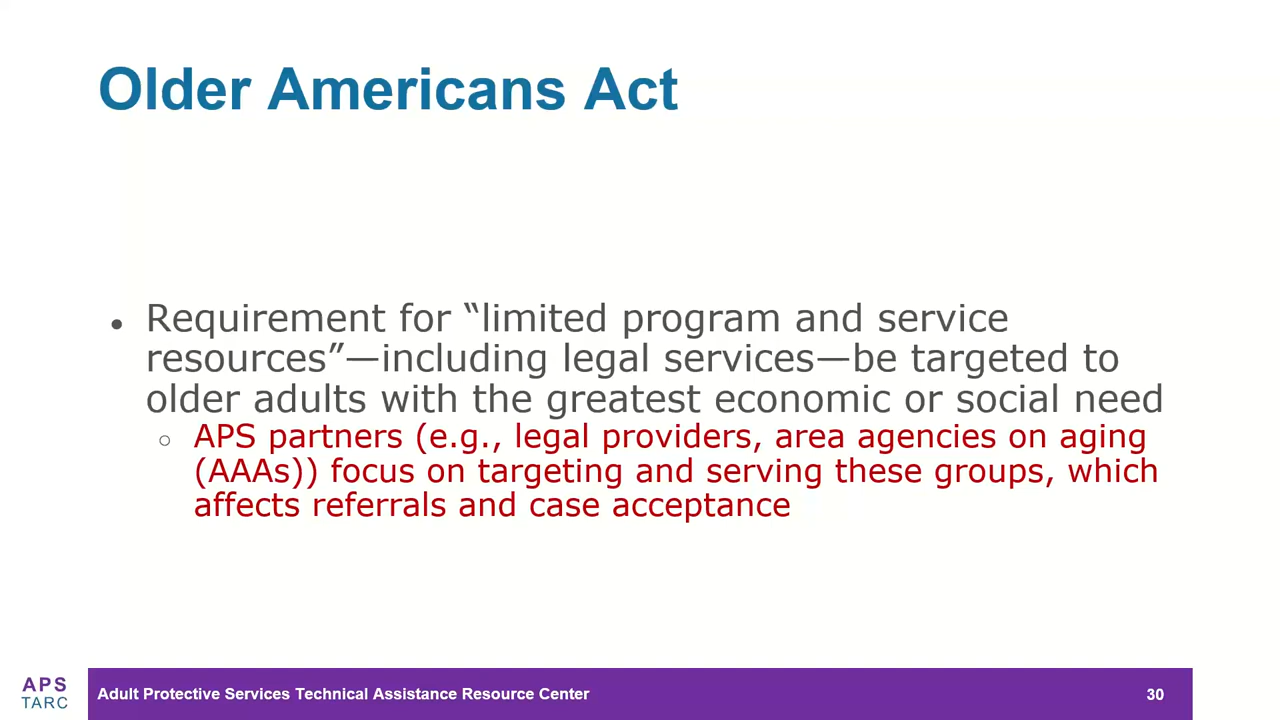 Older Americans Act
• Requirement for “limited program and service
resources”—including legal services—be targeted to
older adults with the greatest economic or social need
○ APS partners (e.g., legal providers, area agencies on aging
(AAAs)) focus on targeting and serving these groups, which
affects referrals and case acceptance
APS
TARC
Adult Protective Services Technical Assistance Resource Center
30